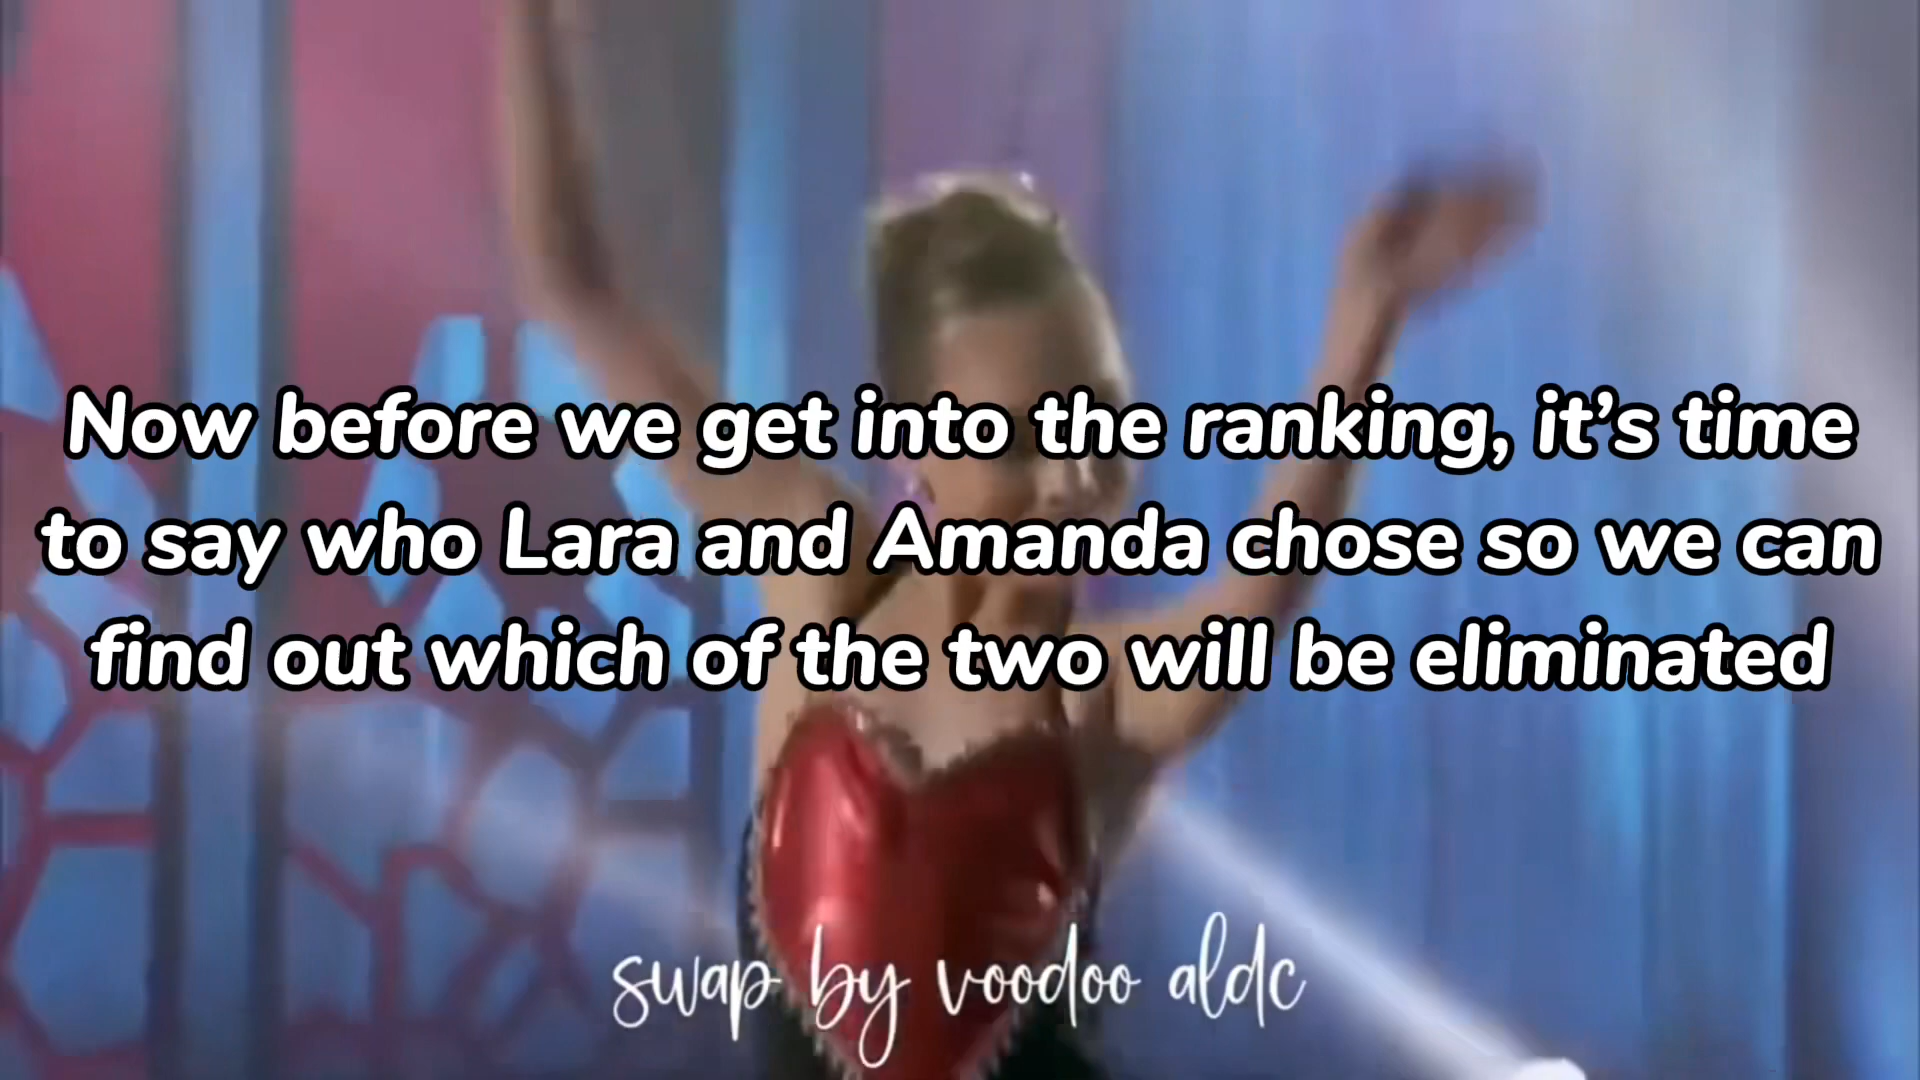 Now before we get into the ranking, it’s time
to say who Lara and Amanda chose so we can
find out which of the two will be eliminated
swap by voodoo aldc